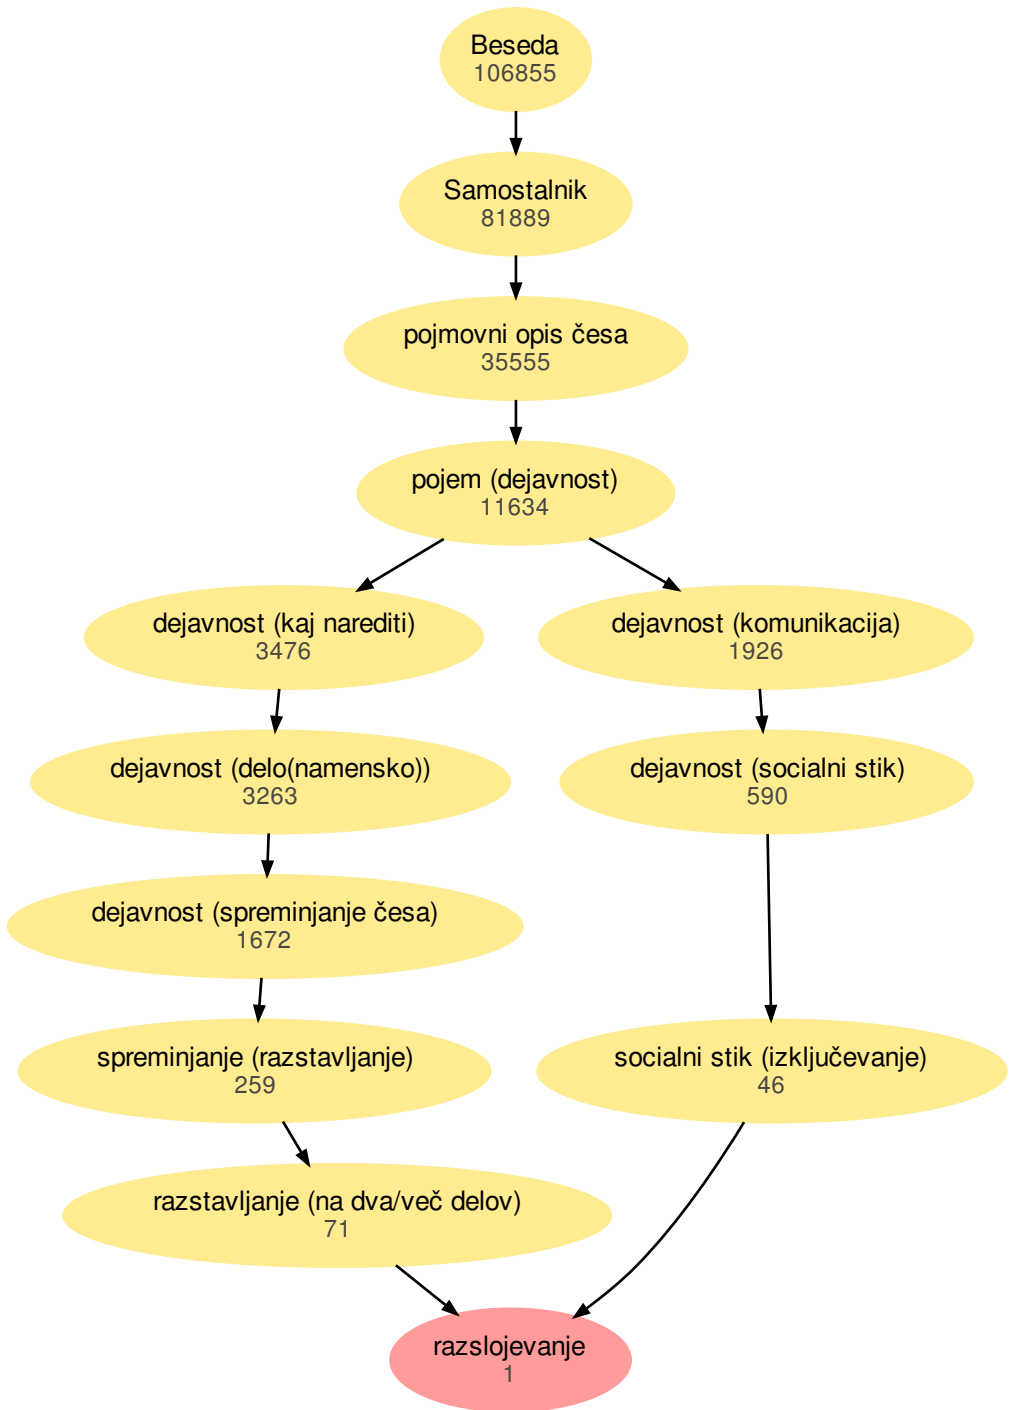 Beseda
106855
Samostalnik
81889
pojmovni opis česa
35555
pojem (dejavnost)
11634
dejavnost (kaj narediti)
3476
dejavnost (komunikacija)
1926
dejavnost (delo(namensko))
3263
dejavnost (socialni stik)
590
dejavnost (spreminjanje česa)
1672
spreminjanje (razstavljanje)
259
socialni stik (izključevanje)
46
razstavljanje (na dva/več delov)
71
razslojevanje
1